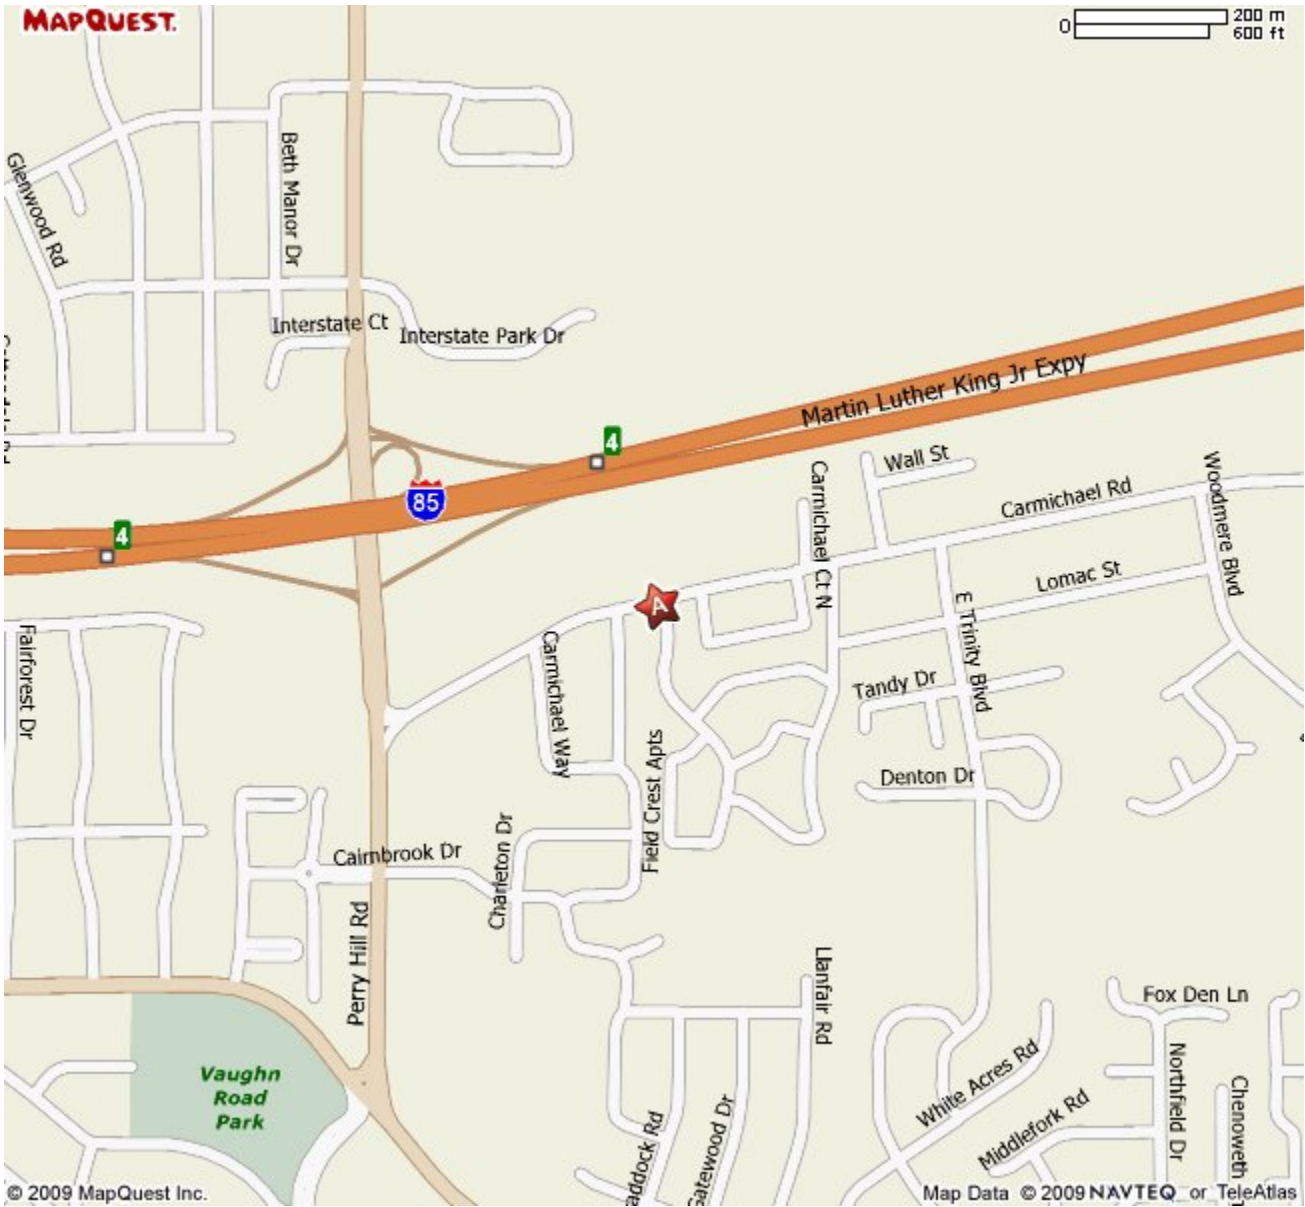 MAPQUEST.
0
200 m
600 ft
Glenwood Rd
Beth Manor Dr
Interstate Ct
Interstate Park Dr
Martin Luther King Jr Expy
4
85
4
Wall St
Carmichael Ct N
Carmichael Rd
Woodmere Blvd
Lomac St
A
E Trinity Blvd
Fairforest Dr
Carmichael Way
Tandy Dr
Field Crest Apts
Denton Dr
Charleton Dr
Cairnbrook Dr
Perry Hill Rd
Llanfair Rd
Fox Den Ln
White Acres Rd
Northfield Dr
Middlefork Rd
Chenoweth
Vaughn
Road
Park
addock Rd
Gatewood Dr
© 2009 MapQuest Inc.
Map Data © 2009 NAVTEQ or TeleAtlas